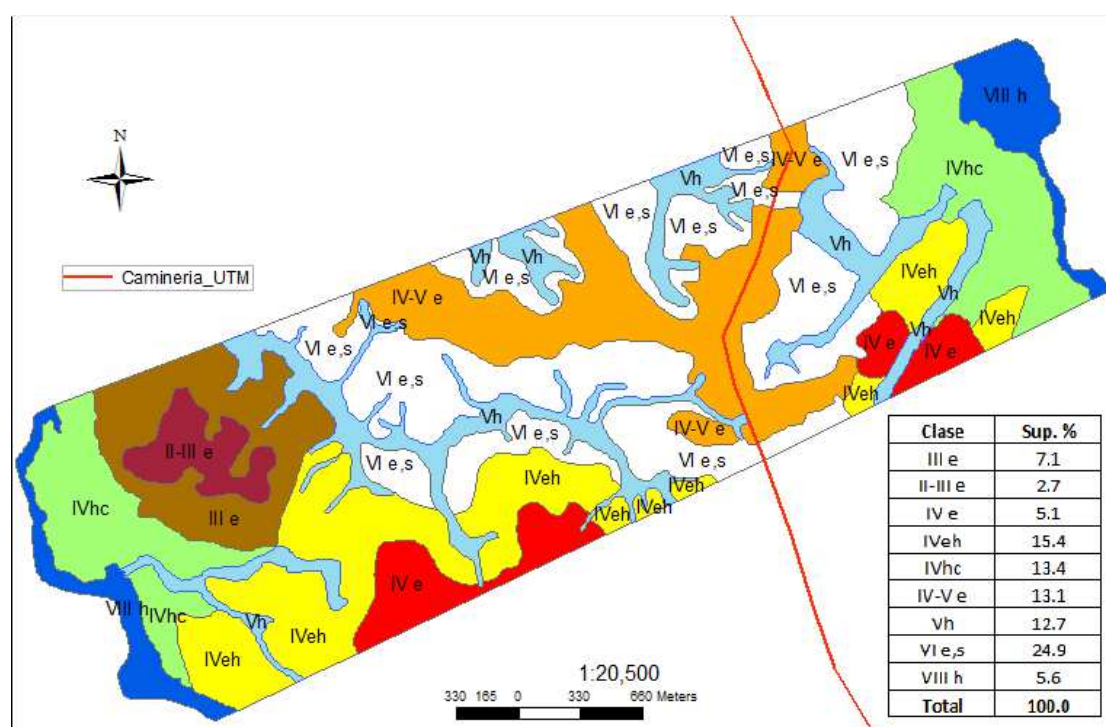 N
Camineria_UTM
VIII h
VI e,s
IV-V e
VI e,s
Vh
VI e,s
IVhc
VI e,s
VI e,s
Vh
Vh
Vh
VI e,s
VI e,s
IVeh
Vh
IV-V e
VI e,s
IVeh
VI e,s
Vh
IV e
IV e
VI e,s
IVeh
Vh
IV-V e
II-III e
VI e,s
VI e,s
VI e,s
IVhc
IVeh
IVeh
III e
IVeh
IVeh
IV e
VIII h
IVhc
Vh
IVeh
IVeh
1:20,500
330 165 0 330 660 Meters
Clase Sup. %
III e 7.1
II-III e 2.7
IV e 5.1
IVeh 15.4
IVhc 13.4
IV-V e 13.1
Vh 12.7
VI e,s 24.9
VIII h 5.6
Total 100.0